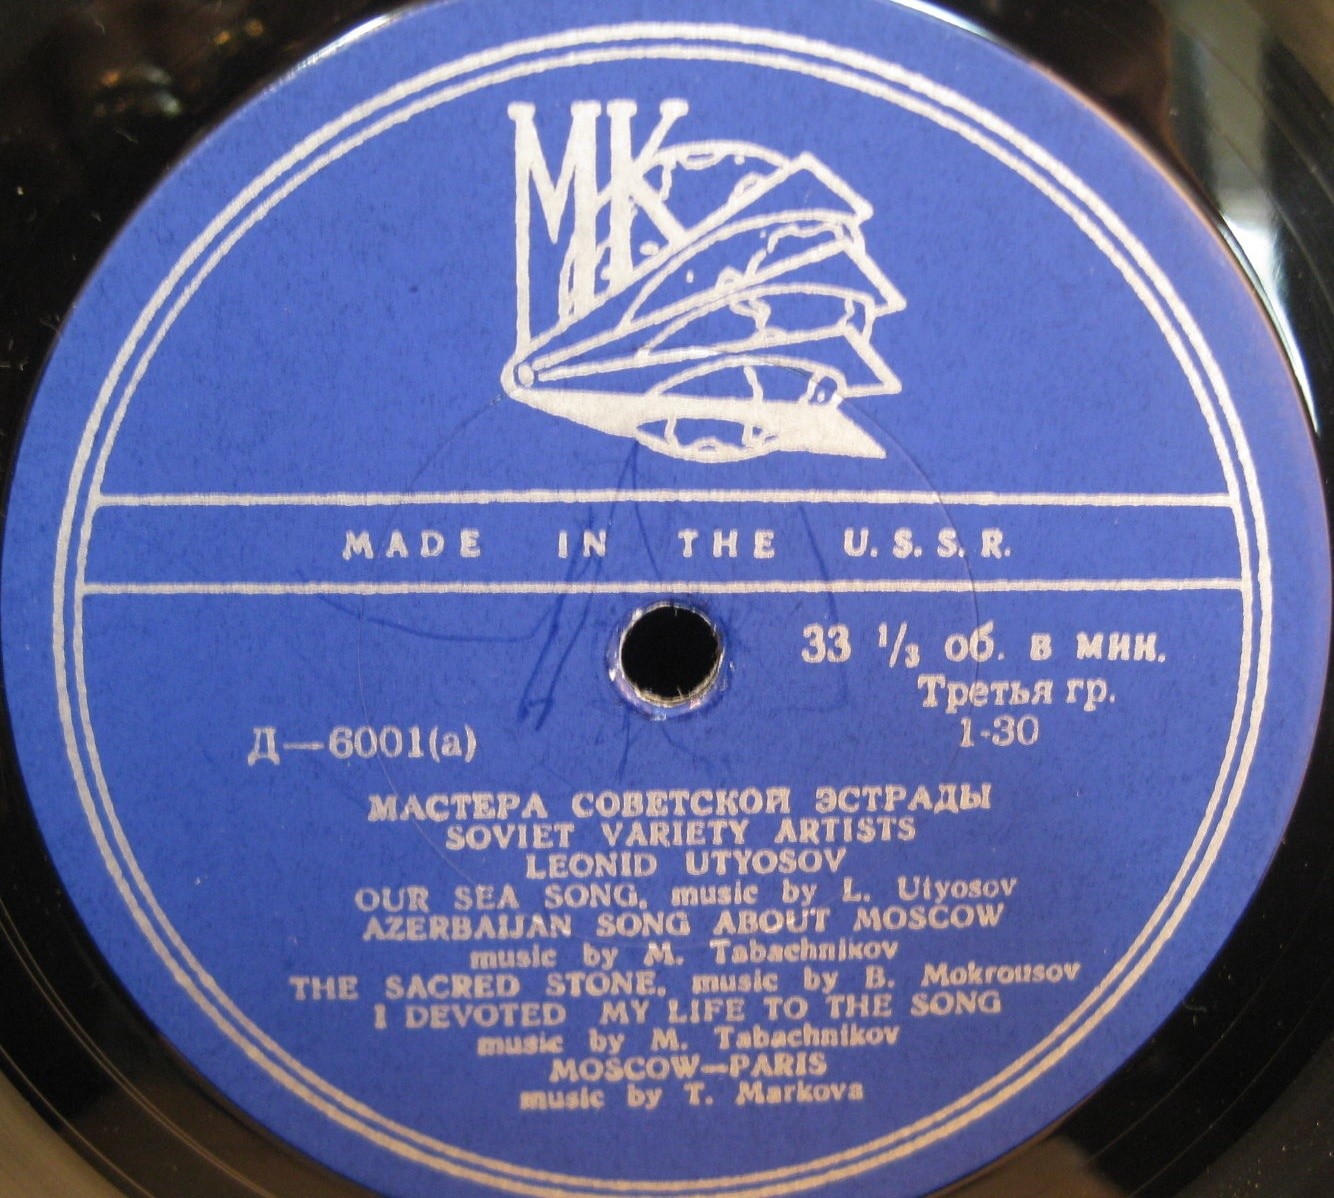 МК
MADE IN THE U.S.S.R.
33 1/3 об. в мин.
Третья гр.
1-30
Д—6001(а)
МАСТЕРА СОВЕТСКОЙ ЭСТРАДЫ
SOVIET VARIETY ARTISTS
LEONID UTYOSOV
OUR SEA SONG, music by L. Utyosov
AZERBAIJAN SONG ABOUT MOSCOW
music by M. Tabachnikov
THE SACRED STONE, music by B. Mokrousov
I DEVOTED MY LIFE TO THE SONG
music by M. Tabachnikov
MOSCOW—PARIS
music by T. Markova